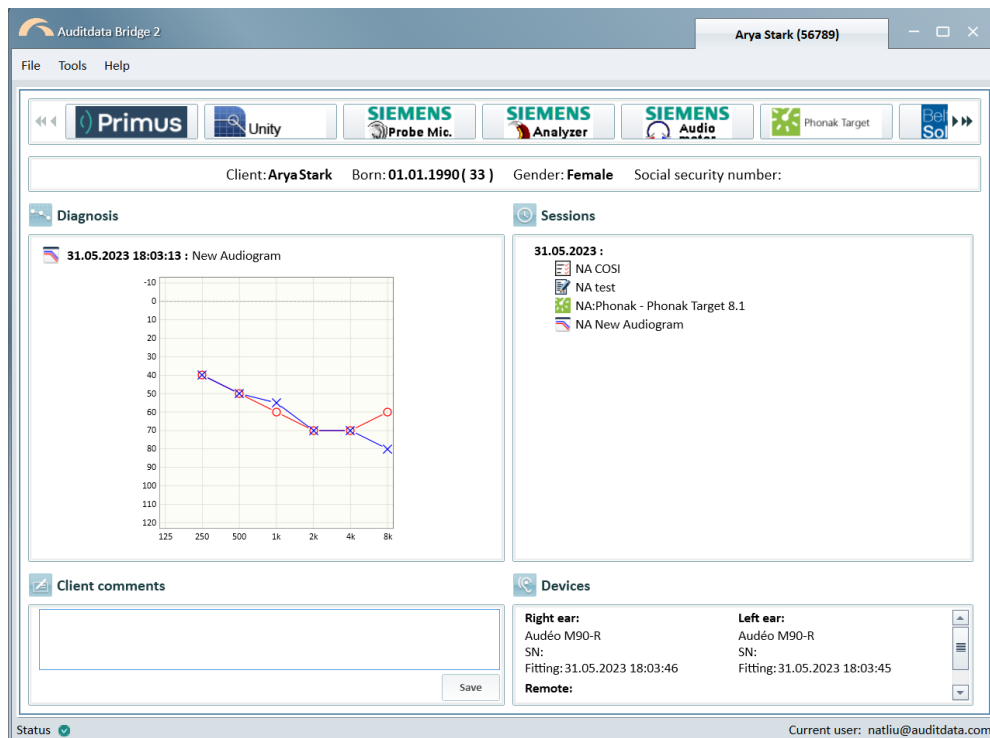 Auditdata Bridge 2
Arya Stark (56789)
File Tools Help
Primus
Unity
SIEMENS
Probe Mic.
SIEMENS
Analyzer
SIEMENS
Audio
Phonak Target
Sol
Client: Arya Stark Born: 01.01.1990 ( 33 ) Gender: Female Social security number:
Diagnosis
31.05.2023 18:03:13 : New Audiogram
-10
0
10
20
30
40
50
60
70
80
90
100
110
120
125 250 500 1k 2k 4k 8k
Sessions
31.05.2023 :
NA COSI
NA test
NA:Phonak - Phonak Target 8.1
NA New Audiogram
Client comments
Save
Devices
Right ear:
Audéo M90-R
SN:
Fitting: 31.05.2023 18:03:46
Remote:
Left ear:
Audéo M90-R
SN:
Fitting: 31.05.2023 18:03:45
Status
Current user: natliu@auditdata.com